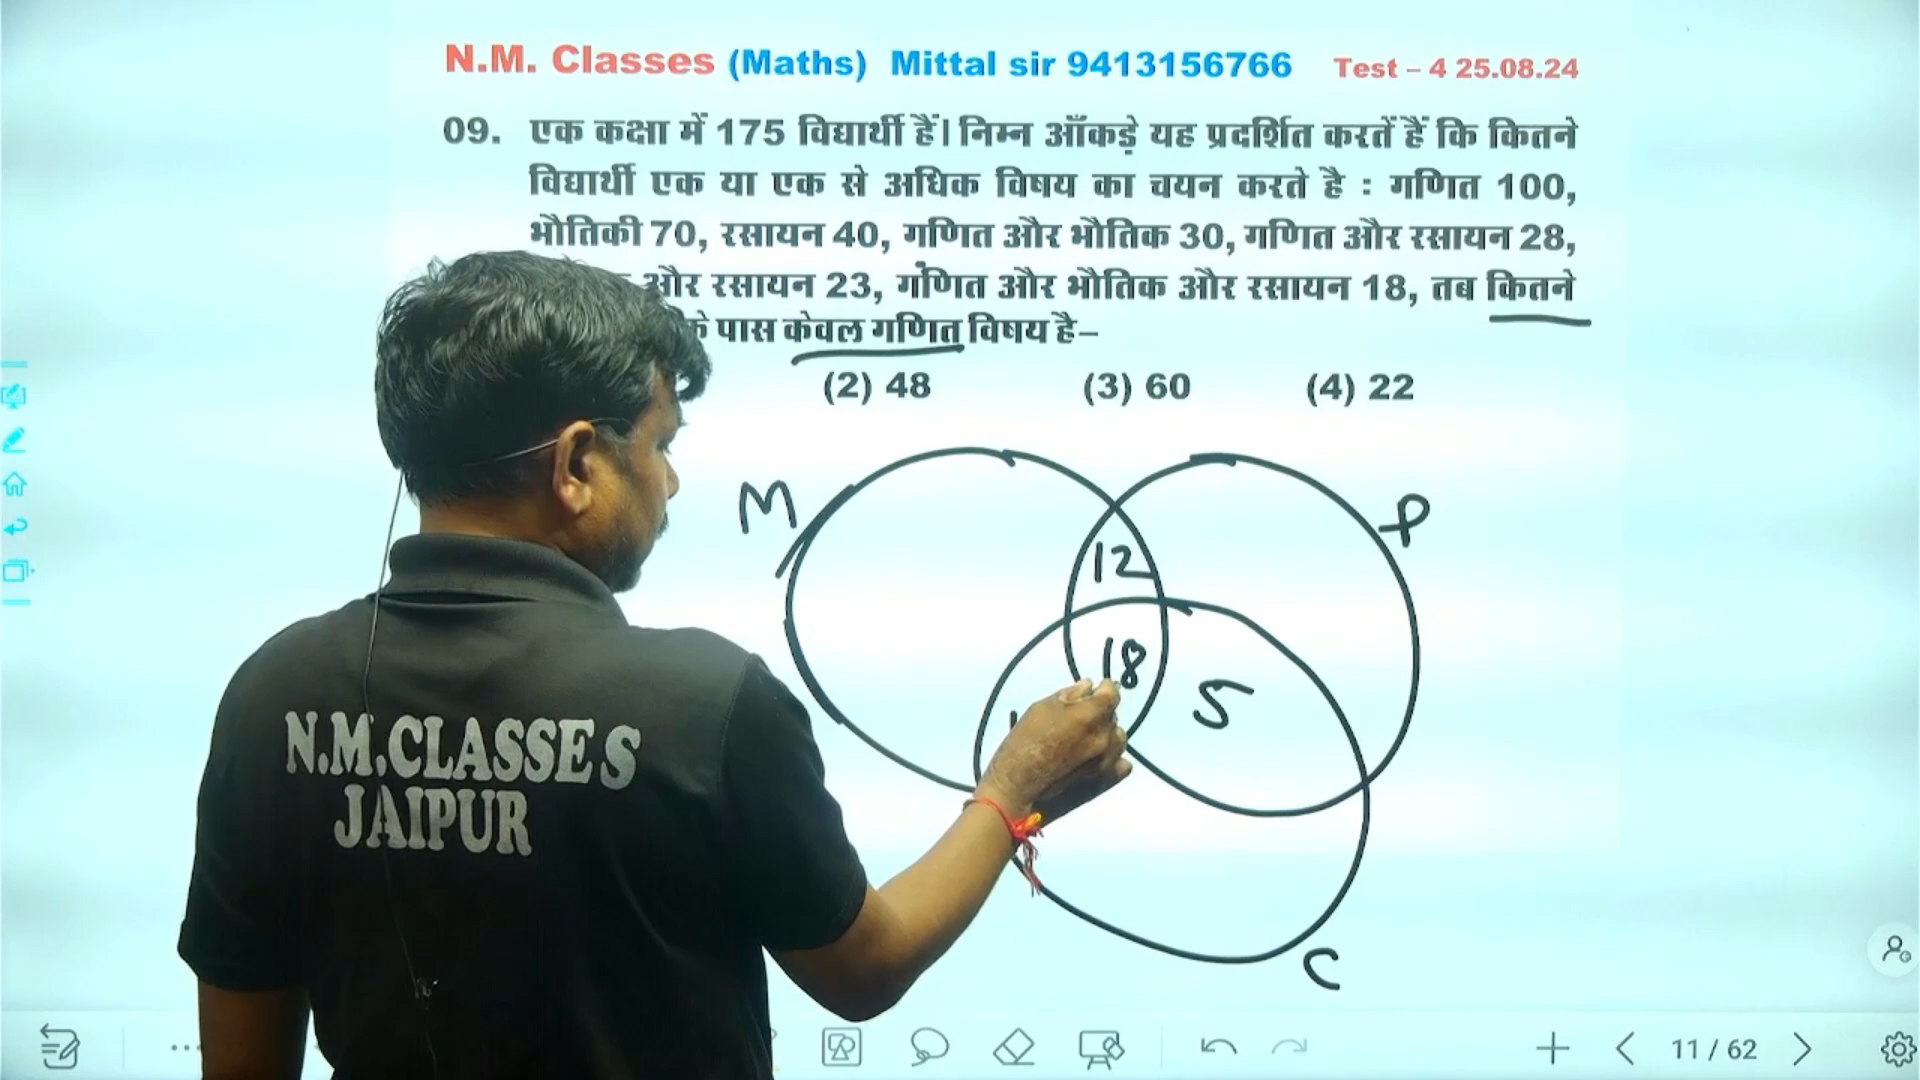 N.M. Classes (Maths) Mittal sir 9413156766 Test – 4 25.08.24
09. एक कक्षा में 175 विद्यार्थी हैं। निम्न आँकड़े यह प्रदर्शित करतें हैं कि कितने
विद्यार्थी एक या एक से अधिक विषय का चयन करते है : गणित 100,
भौतिकी 70, रसायन 40, गणित और भौतिक 30, गणित और रसायन 28,
और रसायन 23, गणित और भौतिक और रसायन 18, तब कितने
के पास केवल गणित विषय है–
(2) 48 (3) 60 (4) 22
M P
12
18 5
C
N.M.CLASSES
JAIPUR
11 / 62